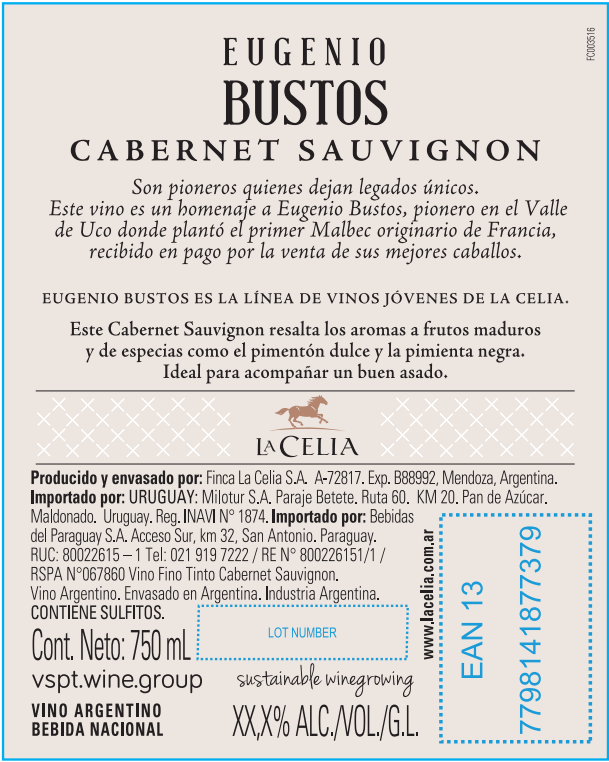 FC003516
EUGENIO
BUSTOS
CABERNET SAUVIGNON
Son pioneros quienes dejan legados únicos.
Este vino es un homenaje a Eugenio Bustos, pionero en el Valle
de Uco donde plantó el primer Malbec originario de Francia,
recibido en pago por la venta de sus mejores caballos.
EUGENIO BUSTOS ES LA LÍNEA DE VINOS JÓVENES DE LA CELIA.
Este Cabernet Sauvignon resalta los aromas a frutos maduros
y de especias como el pimentón dulce y la pimienta negra.
Ideal para acompañar un buen asado.
LA CELIA
Producido y envasado por: Finca La Celia S.A. A-72817. Exp. B88992, Mendoza, Argentina.
Importado por: URUGUAY: Milotur S.A. Paraje Betete. Ruta 60. KM 20. Pan de Azúcar.
Maldonado. Uruguay. Reg. INAVI N° 1874. Importado por: Bebidas
del Paraguay S.A. Acceso Sur, km 32, San Antonio. Paraguay.
RUC: 80022615 – 1 Tel: 021 919 7222 / RE N° 800226151/1 /
RSPA N°067860 Vino Fino Tinto Cabernet Sauvignon.
Vino Argentino. Envasado en Argentina. Industria Argentina.
CONTIENE SULFITOS.
Cont. Neto: 750 mL
LOT NUMBER
vspt.wine.group
sustainable winegrowing
VINO ARGENTINO
BEBIDA NACIONAL
XX,X% ALC./VOL./G.L.
www.lacelia.com.ar
EAN 13
7798141877379